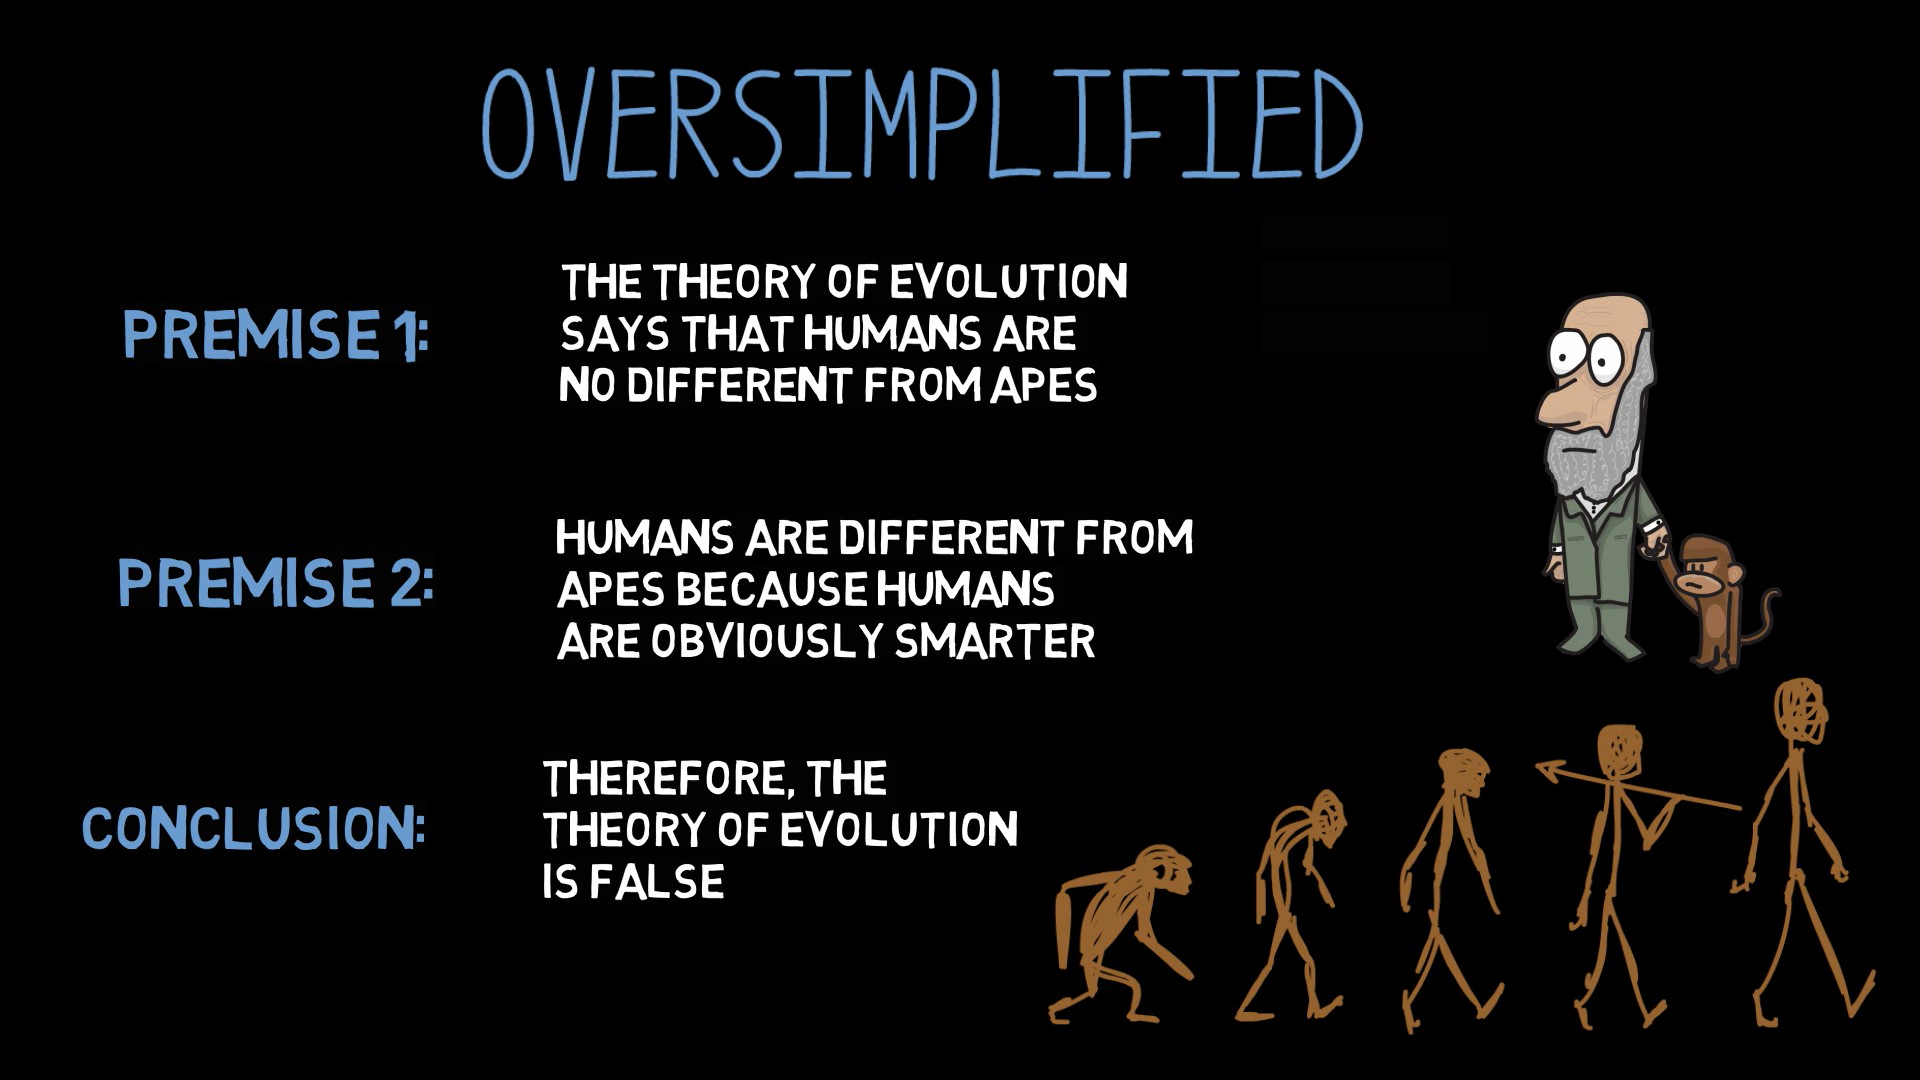 OVERSIMPLIFIED
PREMISE 1:
THE THEORY OF EVOLUTION
SAYS THAT HUMANS ARE
NO DIFFERENT FROM APES
PREMISE 2:
HUMANS ARE DIFFERENT FROM
APES BECAUSE HUMANS
ARE OBVIOUSLY SMARTER
CONCLUSION:
THEREFORE, THE
THEORY OF EVOLUTION
IS FALSE